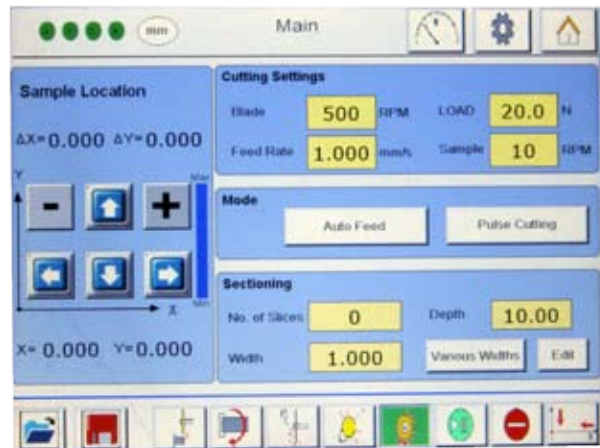 mm
Main
Sample Location
ΔX=0.000 ΔY=0.000
Y
Max
- +
X
Min
X= 0.000 Y=0.000
Cutting Settings
Blade 500 RPM LOAD 20.0 N
Feed Rate 1.000 mm/s Sample 10 RPM
Mode
Auto Feed Pulse Cutting
Sectioning
No. of Slices 0 Depth 10.00
Width 1.000 Various Widths Edit